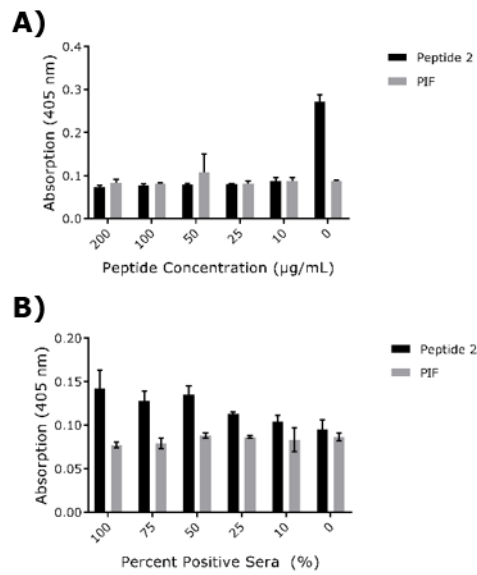 A)
Absorption (405 nm)
0.4
0.3
0.2
0.1
0.0
200 100 50 25 10 0
Peptide Concentration (µg/mL)
Peptide 2
PIF
B)
Absorption (405 nm)
0.20
0.15
0.10
0.05
0.00
100 75 50 25 10 0
Percent Positive Sera (%)
Peptide 2
PIF